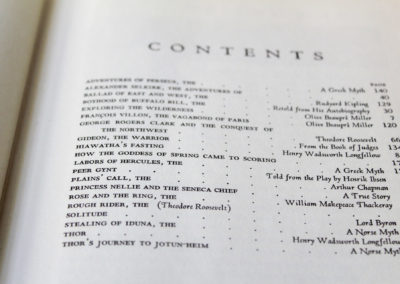 CONTENTS
PAGE
ADVENTURES OF PERSEUS, THE A Greek Myth 140
ALEXANDER SELKIRK, THE ADVENTURES OF 40
BALLAD OF EAST AND WEST, THE Rudyard Kipling 129
BOYHOOD OF BUFFALO BILL, THE Retold from His Autobiography 30
EXPLORING THE WILDERNESS Olive Beaupré Miller 7
FRANÇOIS VILLON, THE VAGABOND OF PARIS Olive Beaupré Miller 120
GEORGE ROGERS CLARK AND THE CONQUEST OF
THE NORTHWEST Theodore Roosevelt 66
GIDEON, THE WARRIOR From the Book of Judges
HIAWATHA'S FASTING Henry Wadsworth Longfellow
HOW THE GODDESS OF SPRING CAME TO SCORING
LABORS OF HERCULES, THE A Greek Myth
PEER GYNT Told from the Play by Henrik Ibsen
PLAINS' CALL, THE Arthur Chapman
PRINCESS NELLIE AND THE SENECA CHIEF A True Story
ROSE AND THE RING, THE William Makepeace Thackeray
ROUGH RIDER, THE (Theodore Roosevelt)
SOLITUDE Lord Byron
STEALING OF IDUNA, THE A Norse Myth
THOR Henry Wadsworth Longfellow
THOR'S JOURNEY TO JOTUN-HEIM A Norse Myth